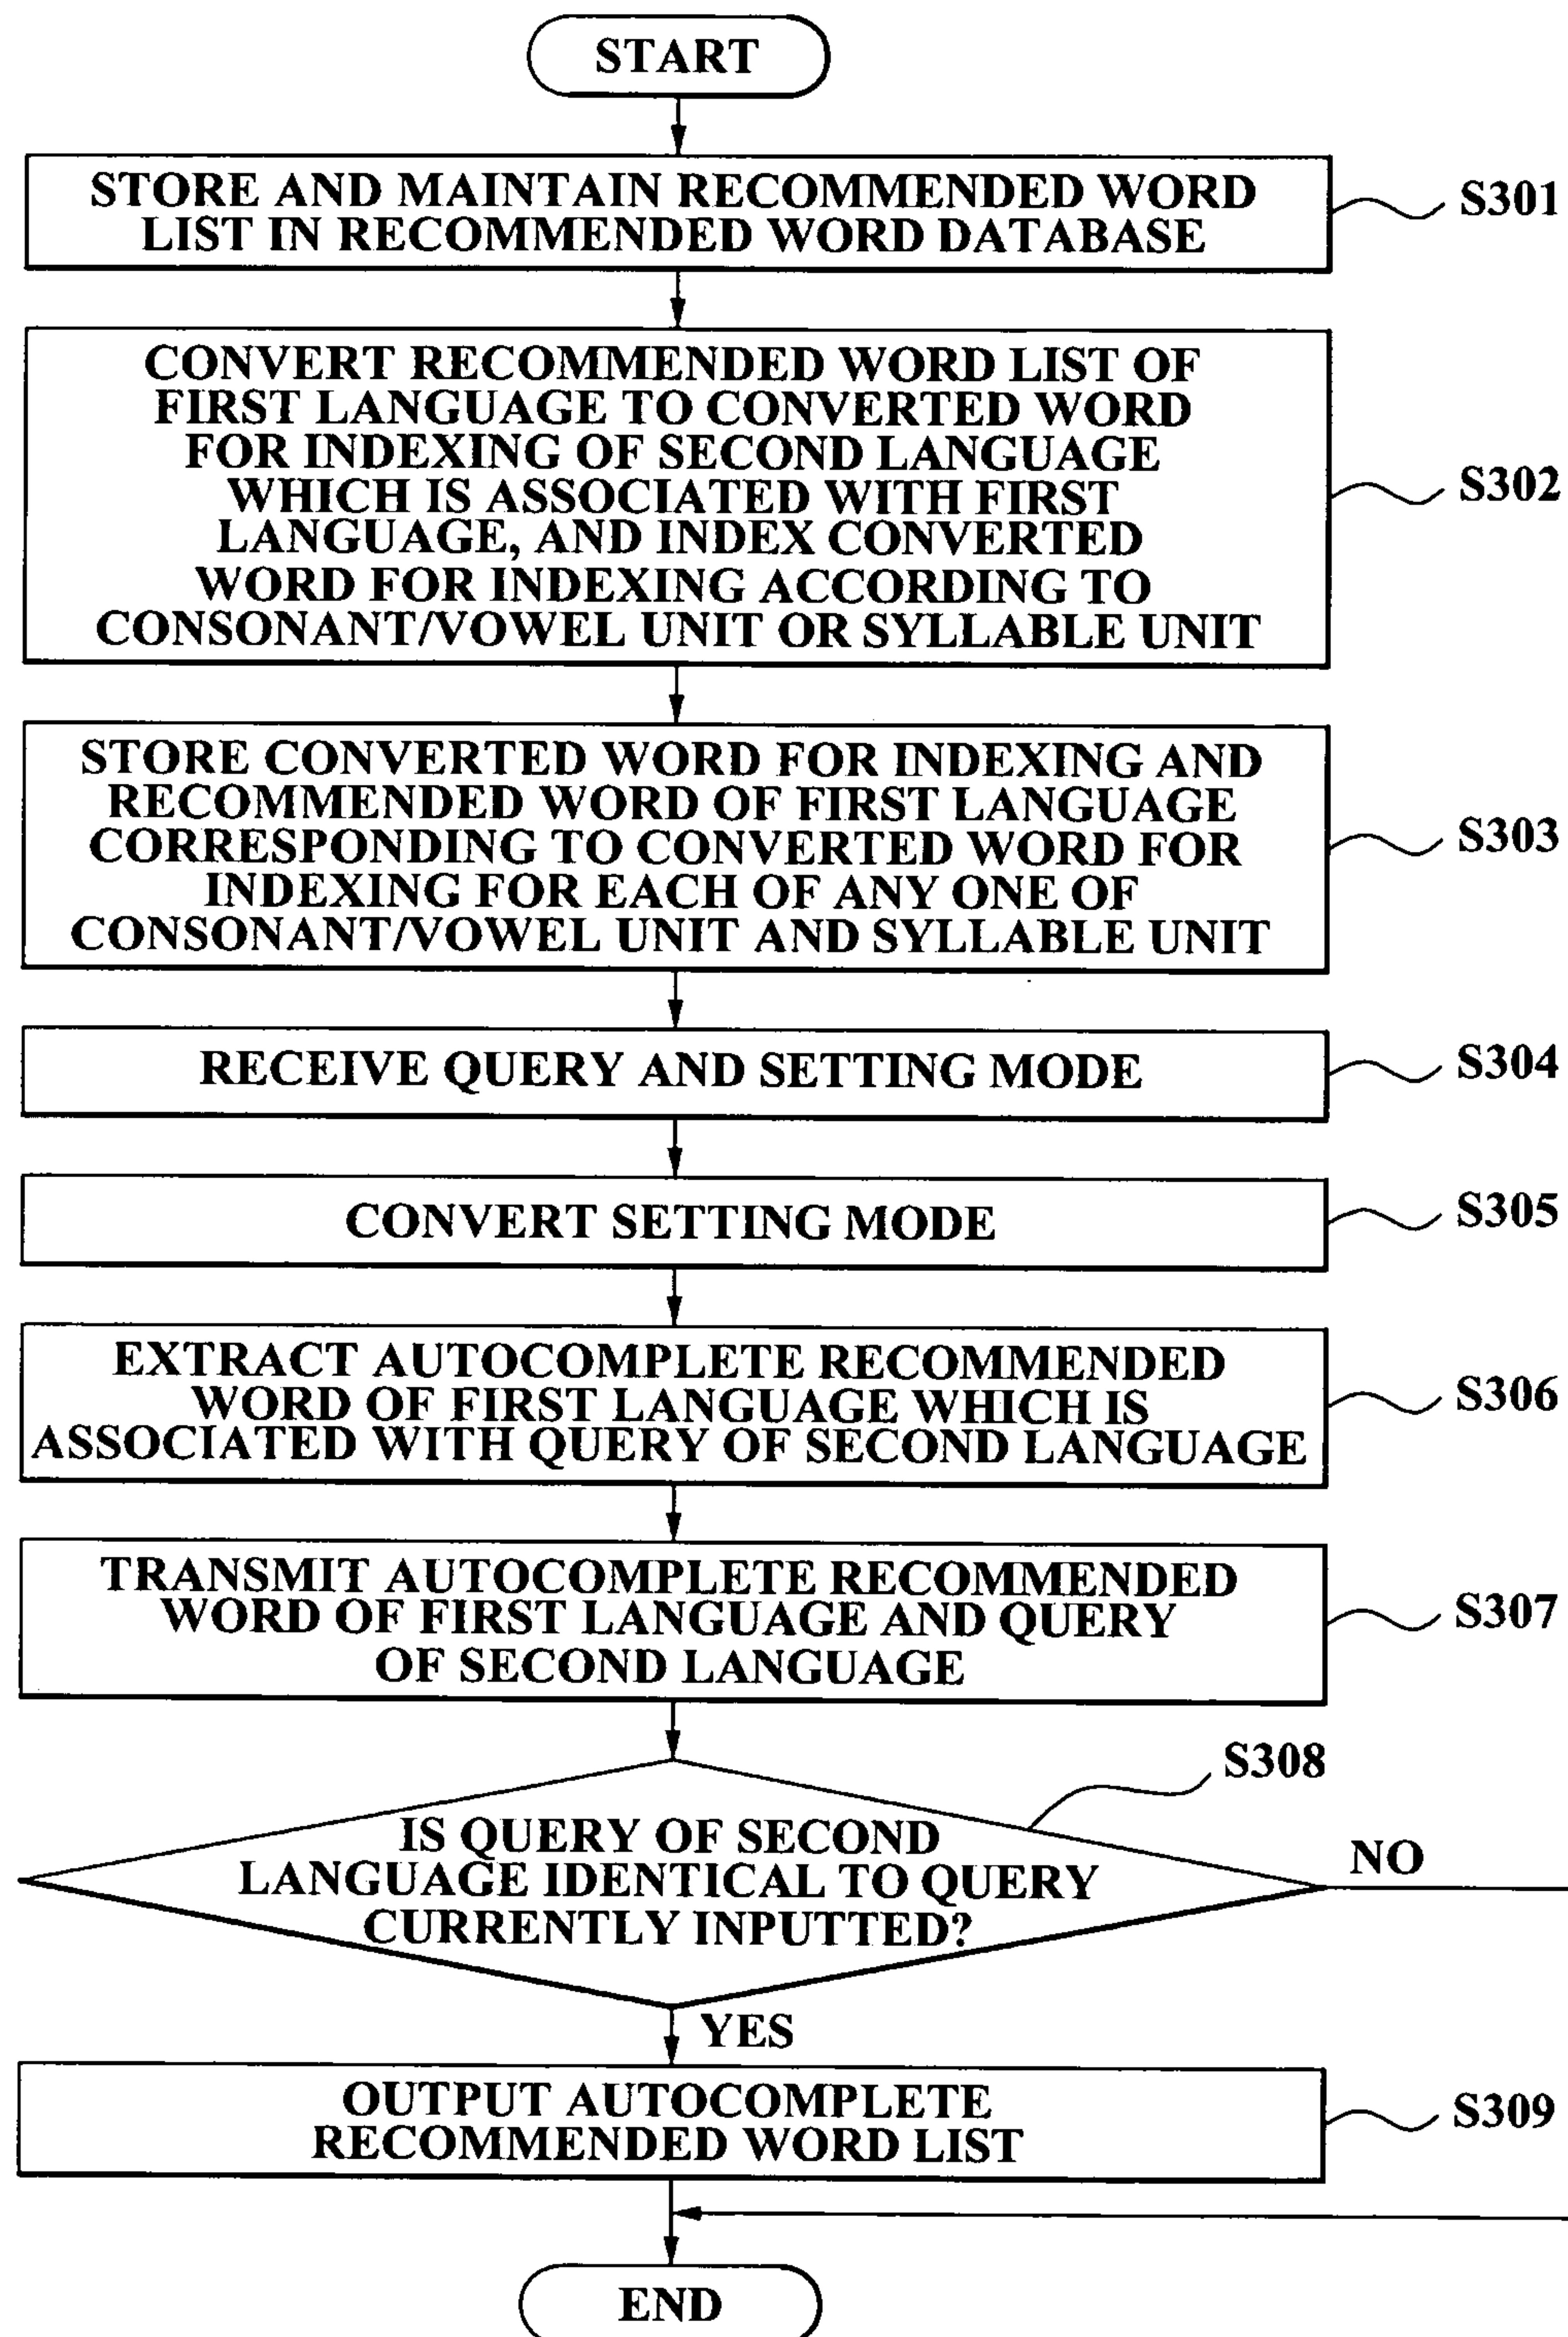 START
STORE AND MAINTAIN RECOMMENDED WORD
LIST IN RECOMMENDED WORD DATABASE
S301
CONVERT RECOMMENDED WORD LIST OF
FIRST LANGUAGE TO CONVERTED WORD
FOR INDEXING OF SECOND LANGUAGE
WHICH IS ASSOCIATED WITH FIRST
LANGUAGE, AND INDEX CONVERTED
WORD FOR INDEXING ACCORDING TO
CONSONANT/VOWEL UNIT OR SYLLABLE UNIT
S302
STORE CONVERTED WORD FOR INDEXING AND
RECOMMENDED WORD OF FIRST LANGUAGE
CORRESPONDING TO CONVERTED WORD FOR
INDEXING FOR EACH OF ANY ONE OF
CONSONANT/VOWEL UNIT AND SYLLABLE UNIT
S303
RECEIVE QUERY AND SETTING MODE
S304
CONVERT SETTING MODE
S305
EXTRACT AUTOCOMPLETE RECOMMENDED
WORD OF FIRST LANGUAGE WHICH IS
ASSOCIATED WITH QUERY OF SECOND LANGUAGE
S306
TRANSMIT AUTOCOMPLETE RECOMMENDED
WORD OF FIRST LANGUAGE AND QUERY
OF SECOND LANGUAGE
S307
S308
IS QUERY OF SECOND
LANGUAGE IDENTICAL TO QUERY
CURRENTLY INPUTTED?
NO
YES
OUTPUT AUTOCOMPLETE
RECOMMENDED WORD LIST
S309
END